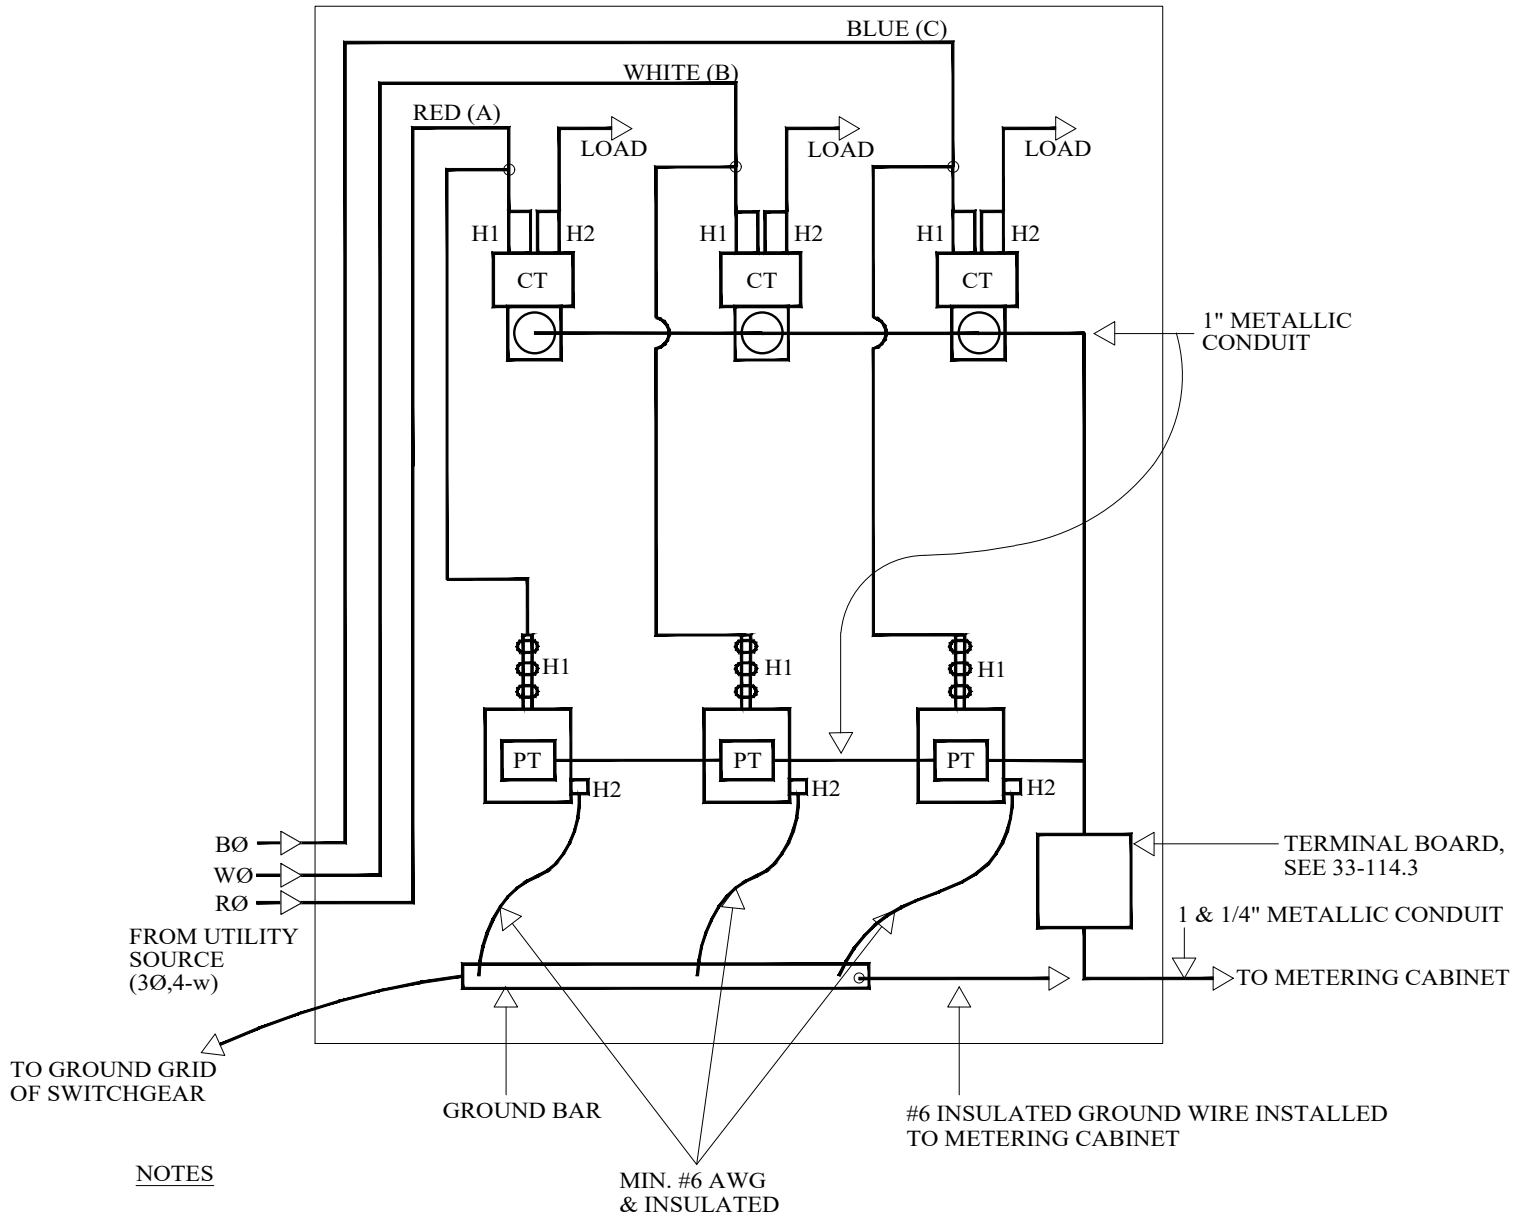 BLUE (C)
WHITE (B)
RED (A)
LOAD
LOAD
LOAD
H1
H2
H1
H2
H1
H2
CT
CT
CT
1" METALLIC
CONDUIT
H1
H1
H1
PT
PT
PT
H2
H2
H2
BØ
WØ
RØ
FROM UTILITY
SOURCE
(3Ø,4-w)
TERMINAL BOARD,
SEE 33-114.3
1 & 1/4" METALLIC CONDUIT
TO METERING CABINET
TO GROUND GRID
OF SWITCHGEAR
GROUND BAR
#6 INSULATED GROUND WIRE INSTALLED
TO METERING CABINET
MIN. #6 AWG
& INSULATED
NOTES